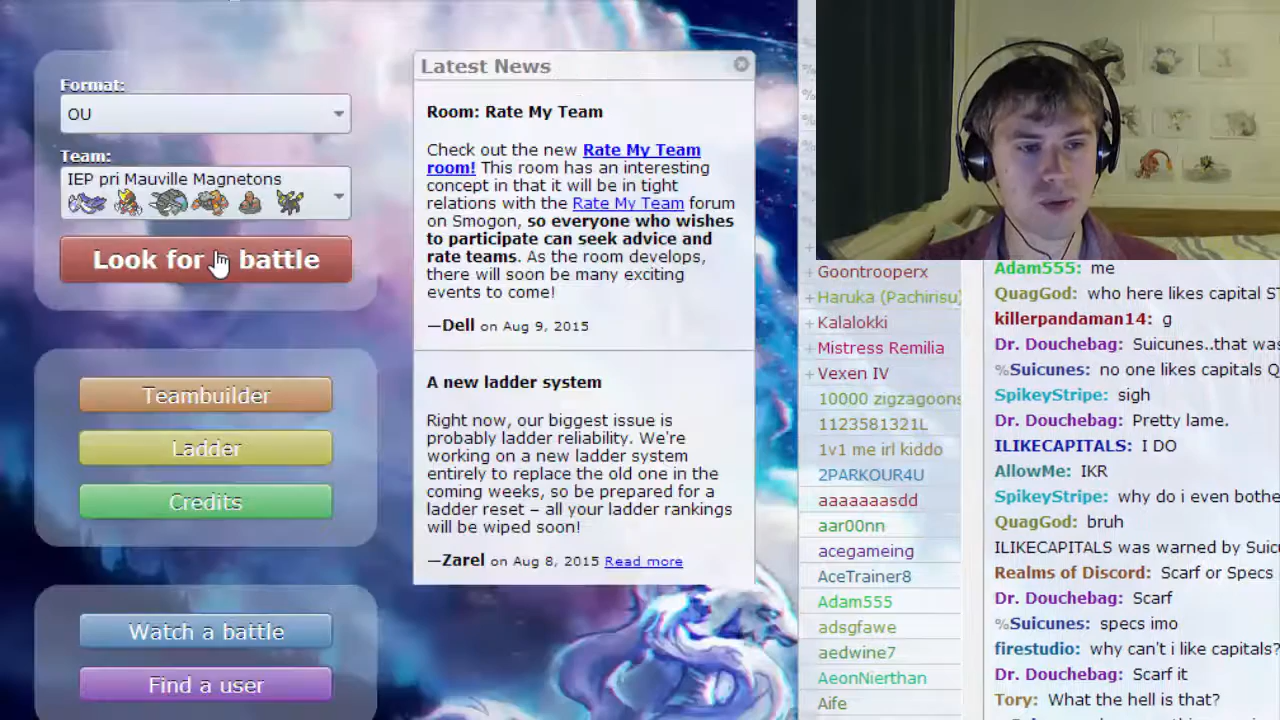 Format:
OU
Team:
IEP pri Mauville Magnetons
Look for battle
Teambuilder
Ladder
Credits
Watch a battle
Find a user
Latest News
Room: Rate My Team
Check out the new Rate My Team
room! This room has an interesting
concept in that it will be in tight
relations with the Rate My Team forum
on Smogon, so everyone who wishes
to participate can seek advice and
rate teams. As the room develops,
there will soon be many exciting
events to come!
—Dell on Aug 9, 2015
A new ladder system
Right now, our biggest issue is
probably ladder reliability. We're
working on a new ladder system
entirely to replace the old one in the
coming weeks, so be prepared for a
ladder reset – all your ladder rankings
will be wiped soon!
—Zarel on Aug 8, 2015 Read more
+Goontrooperx
+Haruka (Pachirisu)
+Kalalokki
+Mistress Remilia
+Vexen IV
10000 zigzagoons
1123581321L
1v1 me irl kiddo
2PARKOUR4U
aaaaaaasdd
aar00nn
acegameing
AceTrainer8
Adam555
adsgfawe
aedwine7
AeonNierthan
Aife
Adam555: me
QuagGod: who here likes capital ST
killerpandaman14: g
Dr. Douchebag: Suicunes..that was
%Suicunes: no one likes capitals Q
SpikeyStripe: sigh
Dr. Douchebag: Pretty lame.
ILIKECAPITALS: I DO
AllowMe: IKR
SpikeyStripe: why do i even bothe
QuagGod: bruh
ILIKECAPITALS was warned by Suic
Realms of Discord: Scarf or Specs
Dr. Douchebag: Scarf
%Suicunes: specs imo
firestudio: why can't i like capitals?
Dr. Douchebag: Scarf it
Tory: What the hell is that?